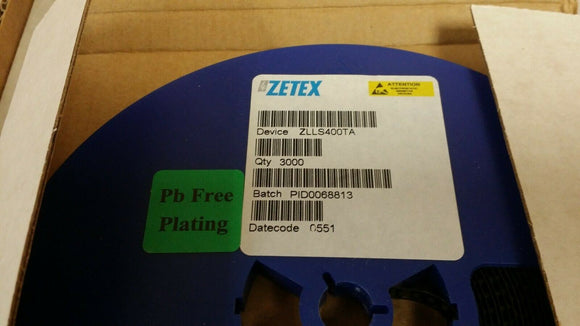 ZETEX
ATTENTION
Device ZLLS400TA
Qty 3000
Batch PID0068813
Datecode 0551
Pb Free
Plating